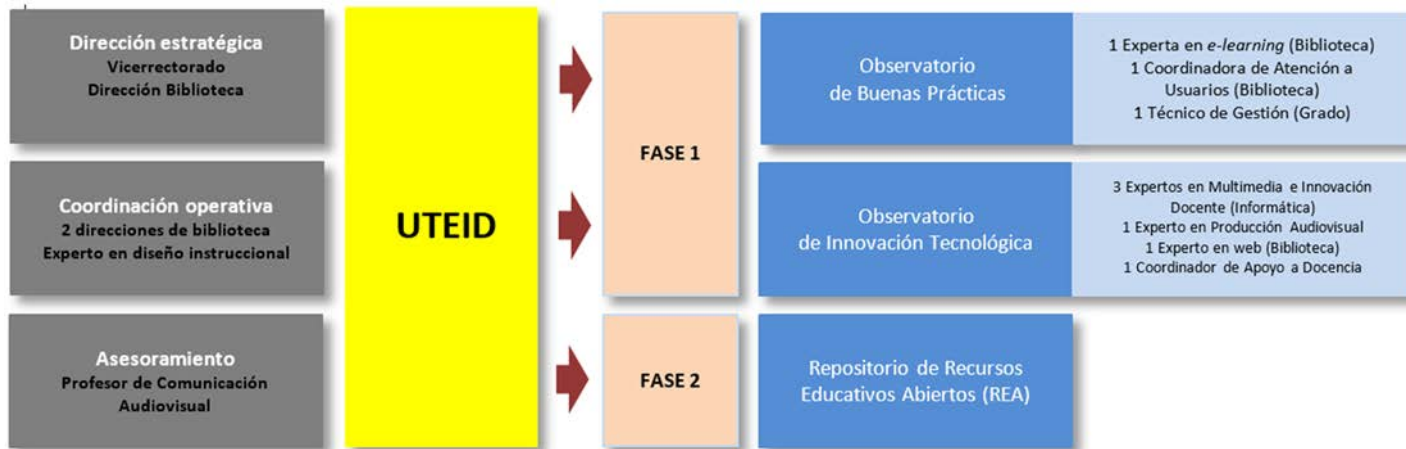 Dirección estratégica
Vicerrectorado
Dirección Biblioteca
Coordinación operativa
2 direcciones de biblioteca
Experto en diseño instruccional
Asesoramiento
Profesor de Comunicación
Audiovisual
UTEID
FASE 1
FASE 2
Observatorio
de Buenas Prácticas
1 Experta en e-learning (Biblioteca)
1 Coordinadora de Atención a
Usuarios (Biblioteca)
1 Técnico de Gestión (Grado)
Observatorio
de Innovación Tecnológica
3 Expertos en Multimedia e Innovación
Docente (Informática)
1 Experto en Producción Audiovisual
1 Experto en web (Biblioteca)
1 Coordinador de Apoyo a Docencia
Repositorio de Recursos
Educativos Abiertos (REA)